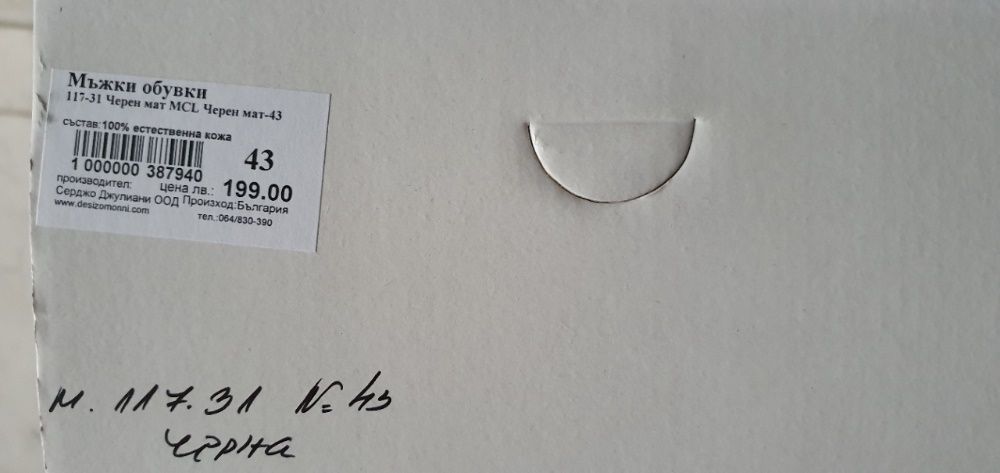 Мъжки обувки
117-31 Черен мат MCL Черен мат-43
състав:100% естествена кожа
43
1 000000 387940
производител: цена лв.: 199.00
Серджо Джулиани ООД Произход:България
www.desizomonni.com тел.:064/830-390
м. 117.31 N= 43
черна